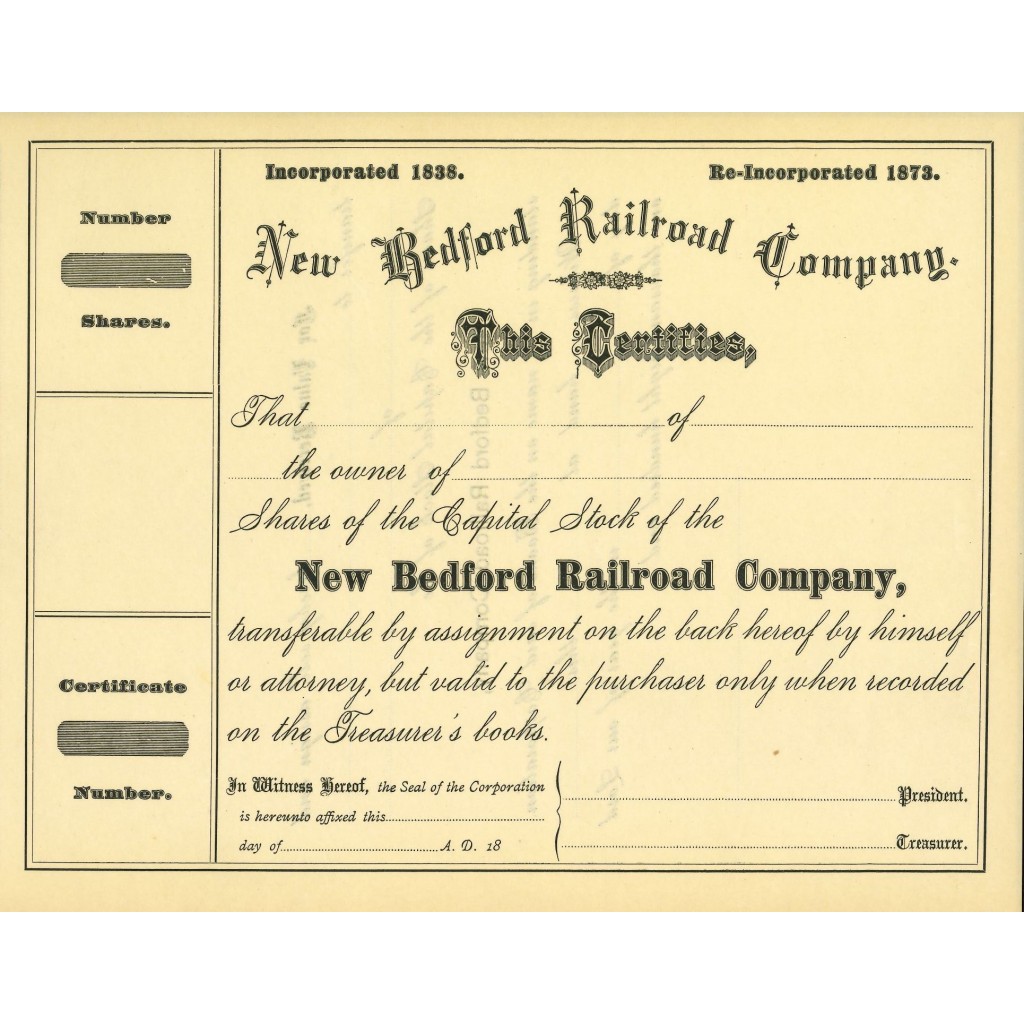 Number
Shares.
Certificate
Number.
Incorporated 1838. Re-Incorporated 1873.
New Bedford Railroad Company.
This Certifies,
That of
the owner of
Shares of the Capital Stock of the
New Bedford Railroad Company,
transferable by assignment on the back hereof by himself
or attorney, but valid to the purchaser only when recorded
on the Treasurer's books.
In Witness Hereof, the Seal of the Corporation
is hereunto affixed this
day of A. D. 18
President.
Treasurer.